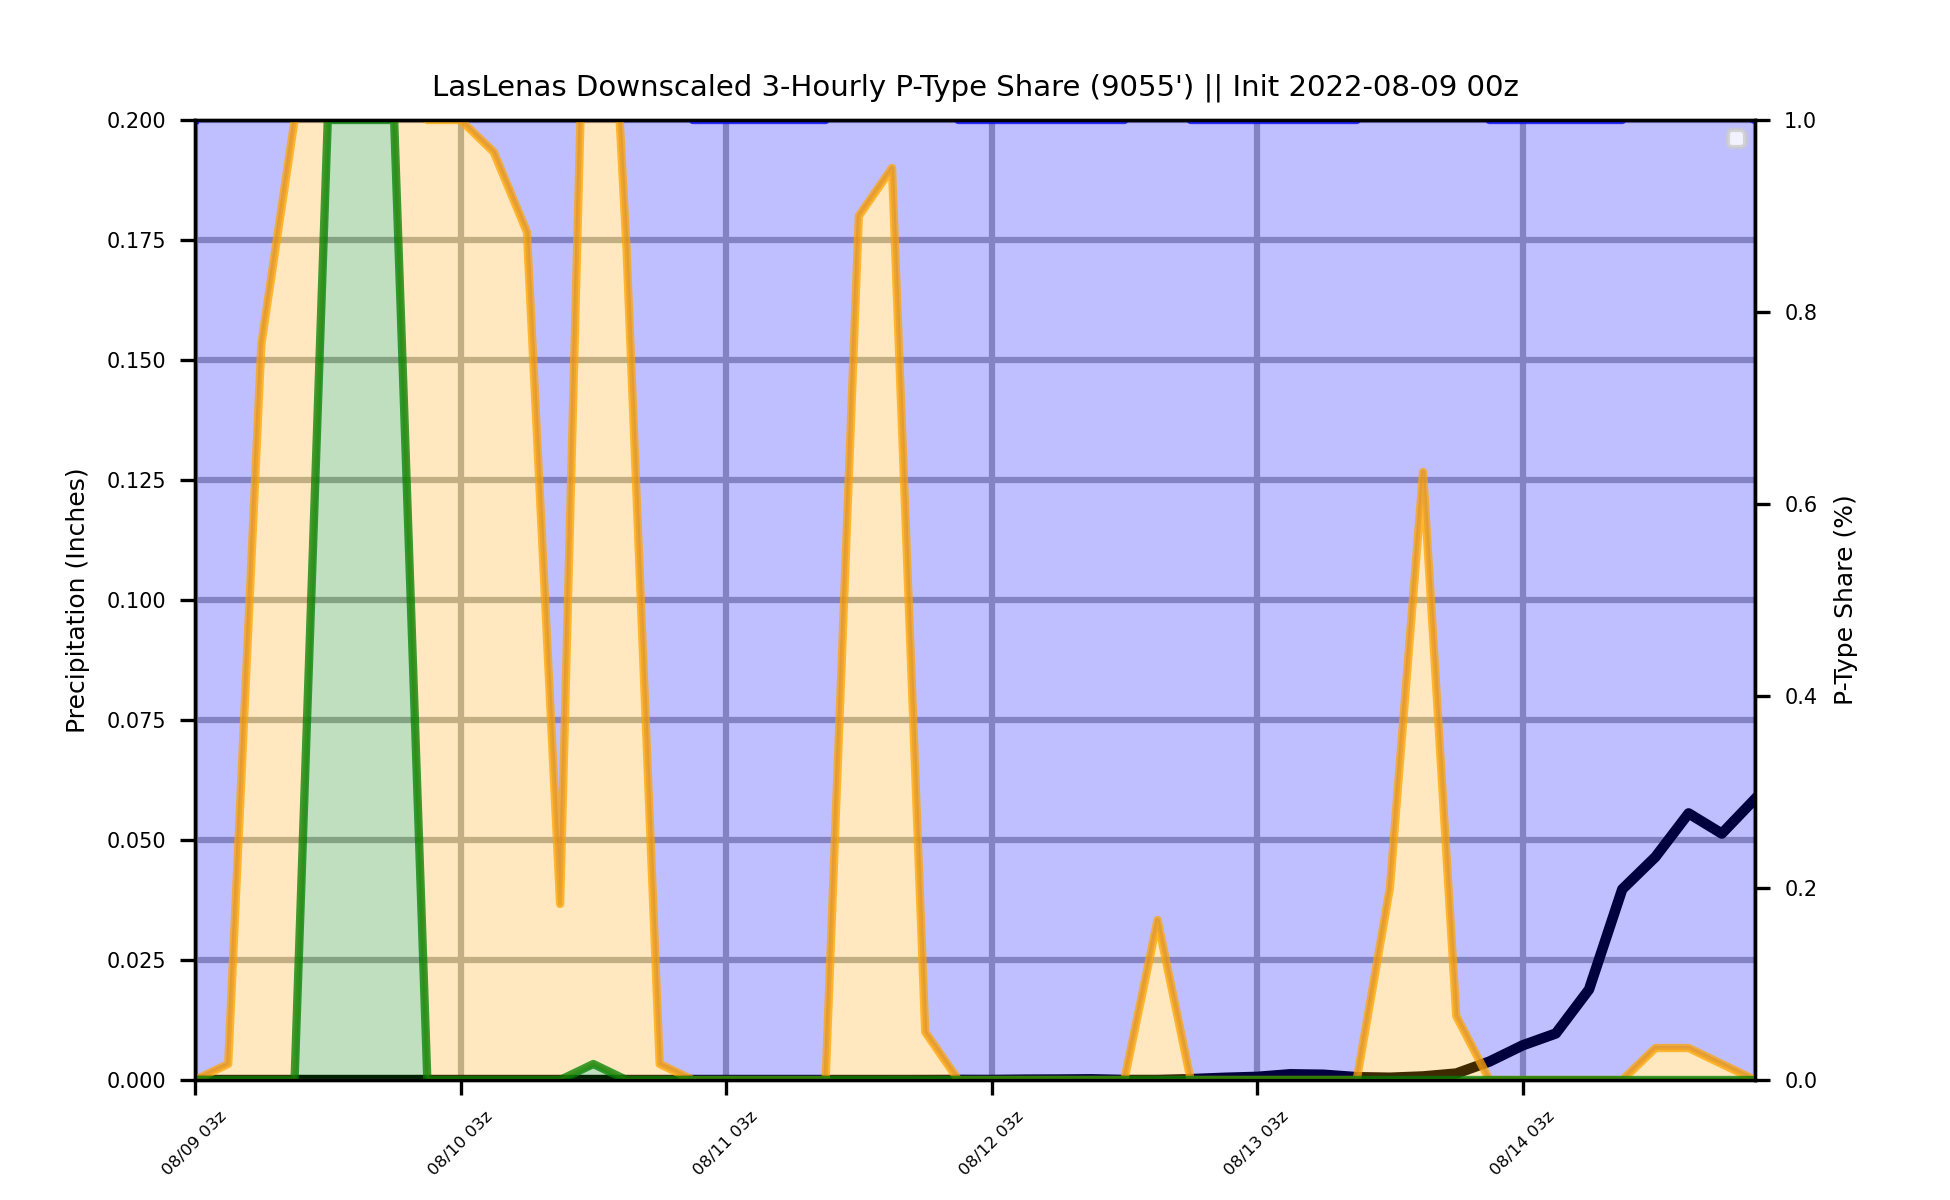 LasLenas Downscaled 3-Hourly P-Type Share (9055') || Init 2022-08-09 00z
0.200
0.175
0.150
0.125
0.100
0.075
0.050
0.025
0.000
Precipitation (Inches)
1.0
0.8
0.6
0.4
0.2
0.0
P-Type Share (%)
08/09 03z
08/10 03z
08/11 03z
08/12 03z
08/13 03z
08/14 03z